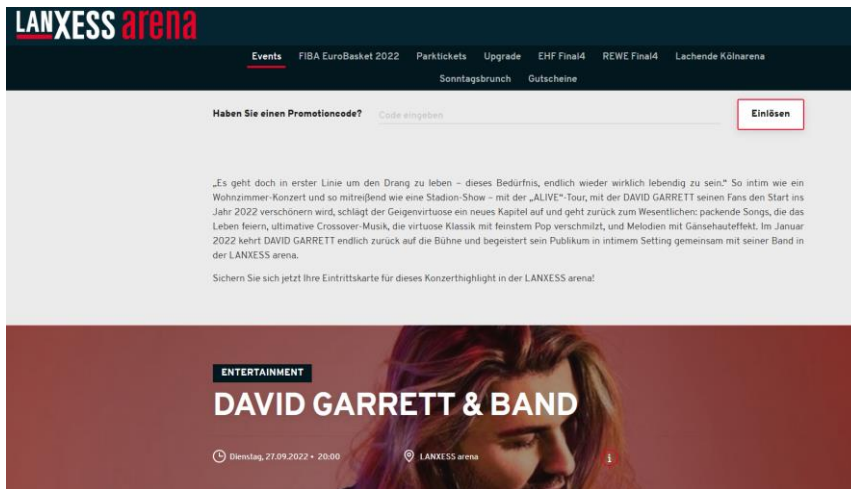 LANXESS arena
Events FIBA EuroBasket 2022 Parktickets Upgrade EHF Final4 REWE Final4 Lachende Kölnarena
Sonntagsbrunch Gutscheine
Haben Sie einen Promotioncode? Code eingeben Einlösen
„Es geht doch in erster Linie um den Drang zu leben – dieses Bedürfnis, endlich wieder wirklich lebendig zu sein.“ So intim wie ein
Wohnzimmer-Konzert und so mitreißend wie eine Stadion-Show – mit der „ALIVE“-Tour, mit der DAVID GARRETT seinen Fans den Start ins
Jahr 2022 verschönern wird, schlägt der Geigenvirtuose ein neues Kapitel auf und geht zurück zum Wesentlichen: packende Songs, die das
Leben feiern, ultimative Crossover-Musik, die virtuose Klassik mit feinstem Pop verschmilzt, und Melodien mit Gänsehauteffekt. Im Januar
2022 kehrt DAVID GARRETT endlich zurück auf die Bühne und begeistert sein Publikum in intimem Setting gemeinsam mit seiner Band in
der LANXESS arena.
Sichern Sie sich jetzt Ihre Eintrittskarte für dieses Konzerthighlight in der LANXESS arena!
ENTERTAINMENT
DAVID GARRETT & BAND
Dienstag, 27.09.2022 • 20:00 LANXESS arena i